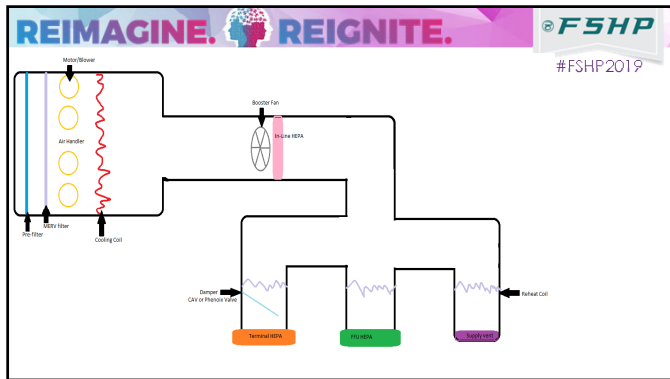 REIMAGINE. REIGNITE.
FSHP
#FSHP2019
Motor/Blower
Booster Fan
In-Line HEPA
Air Handler
Pre-filter
MERV filter
Cooling Coil
Damper
CAV or Phenoix Valve
Reheat Coil
Terminal HEPA
FFU HEPA
Supply vent